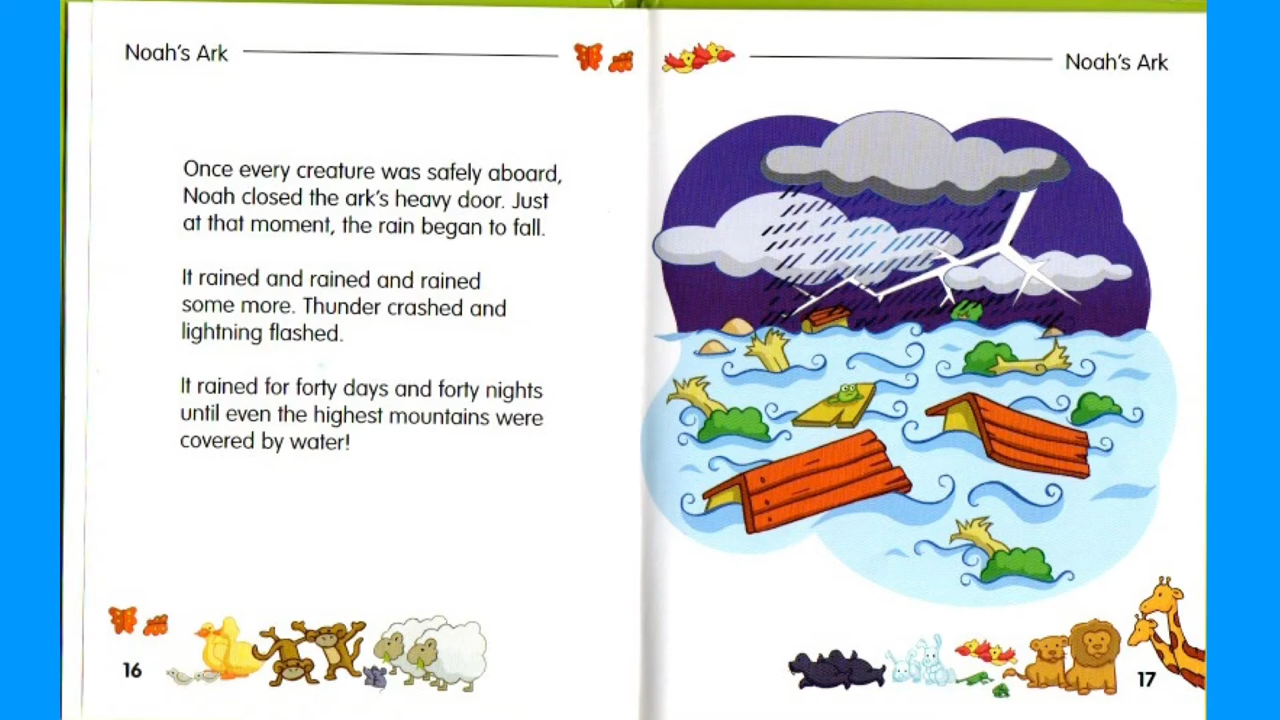 Noah's Ark
Once every creature was safely aboard,
Noah closed the ark's heavy door. Just
at that moment, the rain began to fall.
It rained and rained and rained
some more. Thunder crashed and
lightning flashed.
It rained for forty days and forty nights
until even the highest mountains were
covered by water!
16
Noah's Ark
17